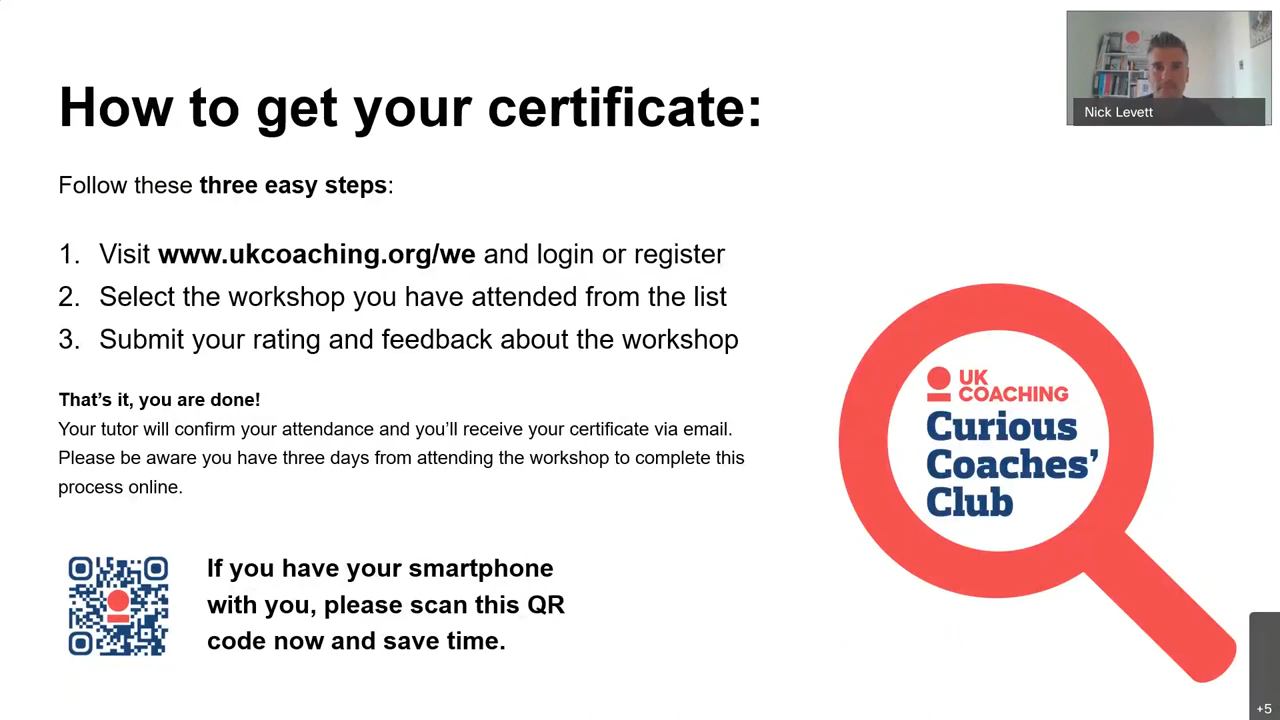 How to get your certificate:
Follow these three easy steps:
1. Visit www.ukcoaching.org/we and login or register
2. Select the workshop you have attended from the list
3. Submit your rating and feedback about the workshop
That’s it, you are done!
Your tutor will confirm your attendance and you’ll receive your certificate via email.
Please be aware you have three days from attending the workshop to complete this
process online.
If you have your smartphone
with you, please scan this QR
code now and save time.
Nick Levett
UK
COACHING
Curious
Coaches’
Club
+5